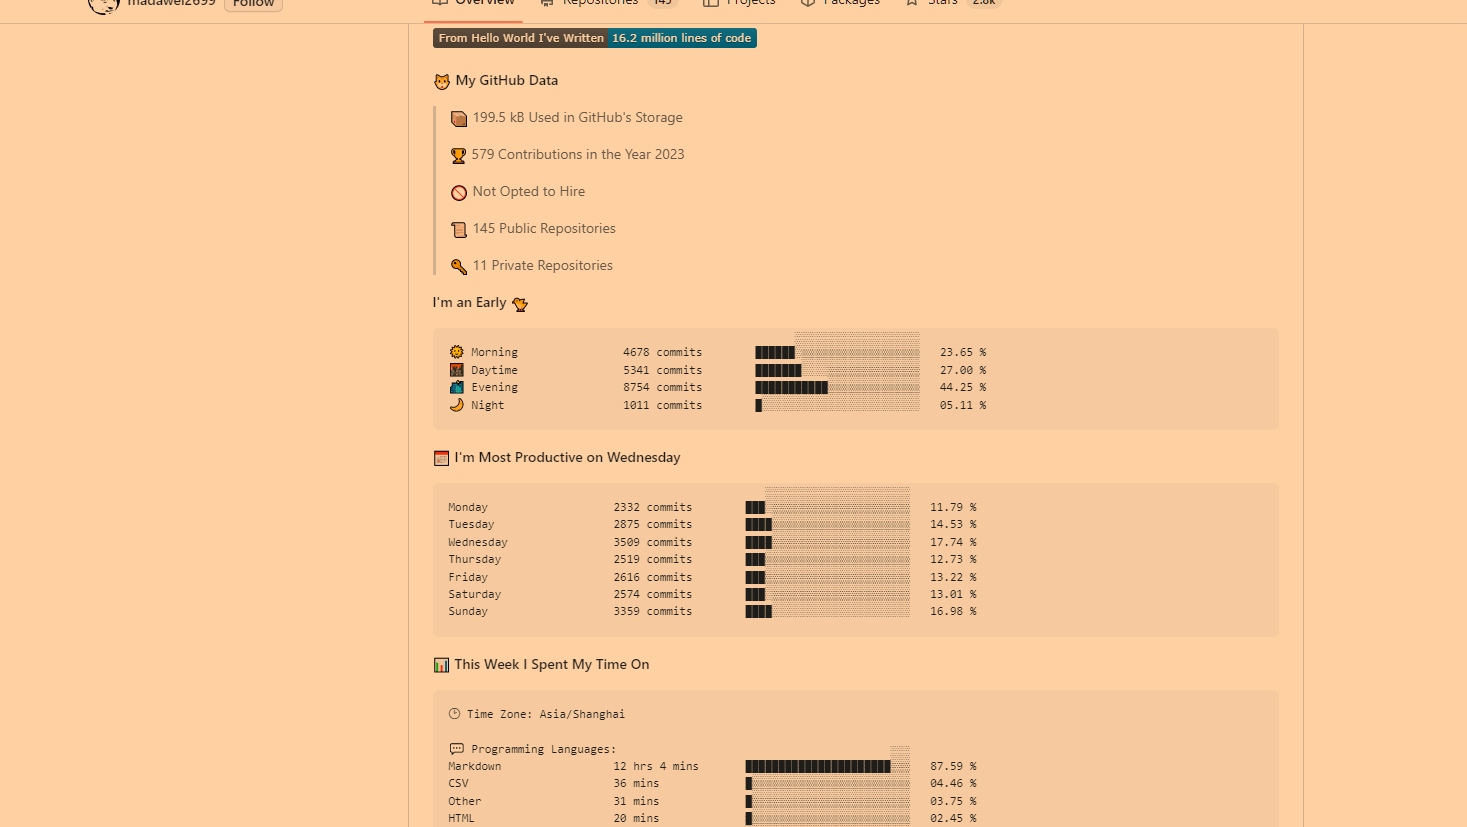 madawei2699 Follow
Overview Repositories 145 Projects Packages Stars 2.8k
From Hello World I've Written 16.2 million lines of code
My GitHub Data
199.5 kB Used in GitHub's Storage
579 Contributions in the Year 2023
Not Opted to Hire
145 Public Repositories
11 Private Repositories
I'm an Early
Morning 4678 commits 23.65 %
Daytime 5341 commits 27.00 %
Evening 8754 commits 44.25 %
Night 1011 commits 05.11 %
I'm Most Productive on Wednesday
Monday 2332 commits 11.79 %
Tuesday 2875 commits 14.53 %
Wednesday 3509 commits 17.74 %
Thursday 2519 commits 12.73 %
Friday 2616 commits 13.22 %
Saturday 2574 commits 13.01 %
Sunday 3359 commits 16.98 %
This Week I Spent My Time On
Time Zone: Asia/Shanghai
Programming Languages:
Markdown 12 hrs 4 mins 87.59 %
CSV 36 mins 04.46 %
Other 31 mins 03.75 %
HTML 20 mins 02.45 %